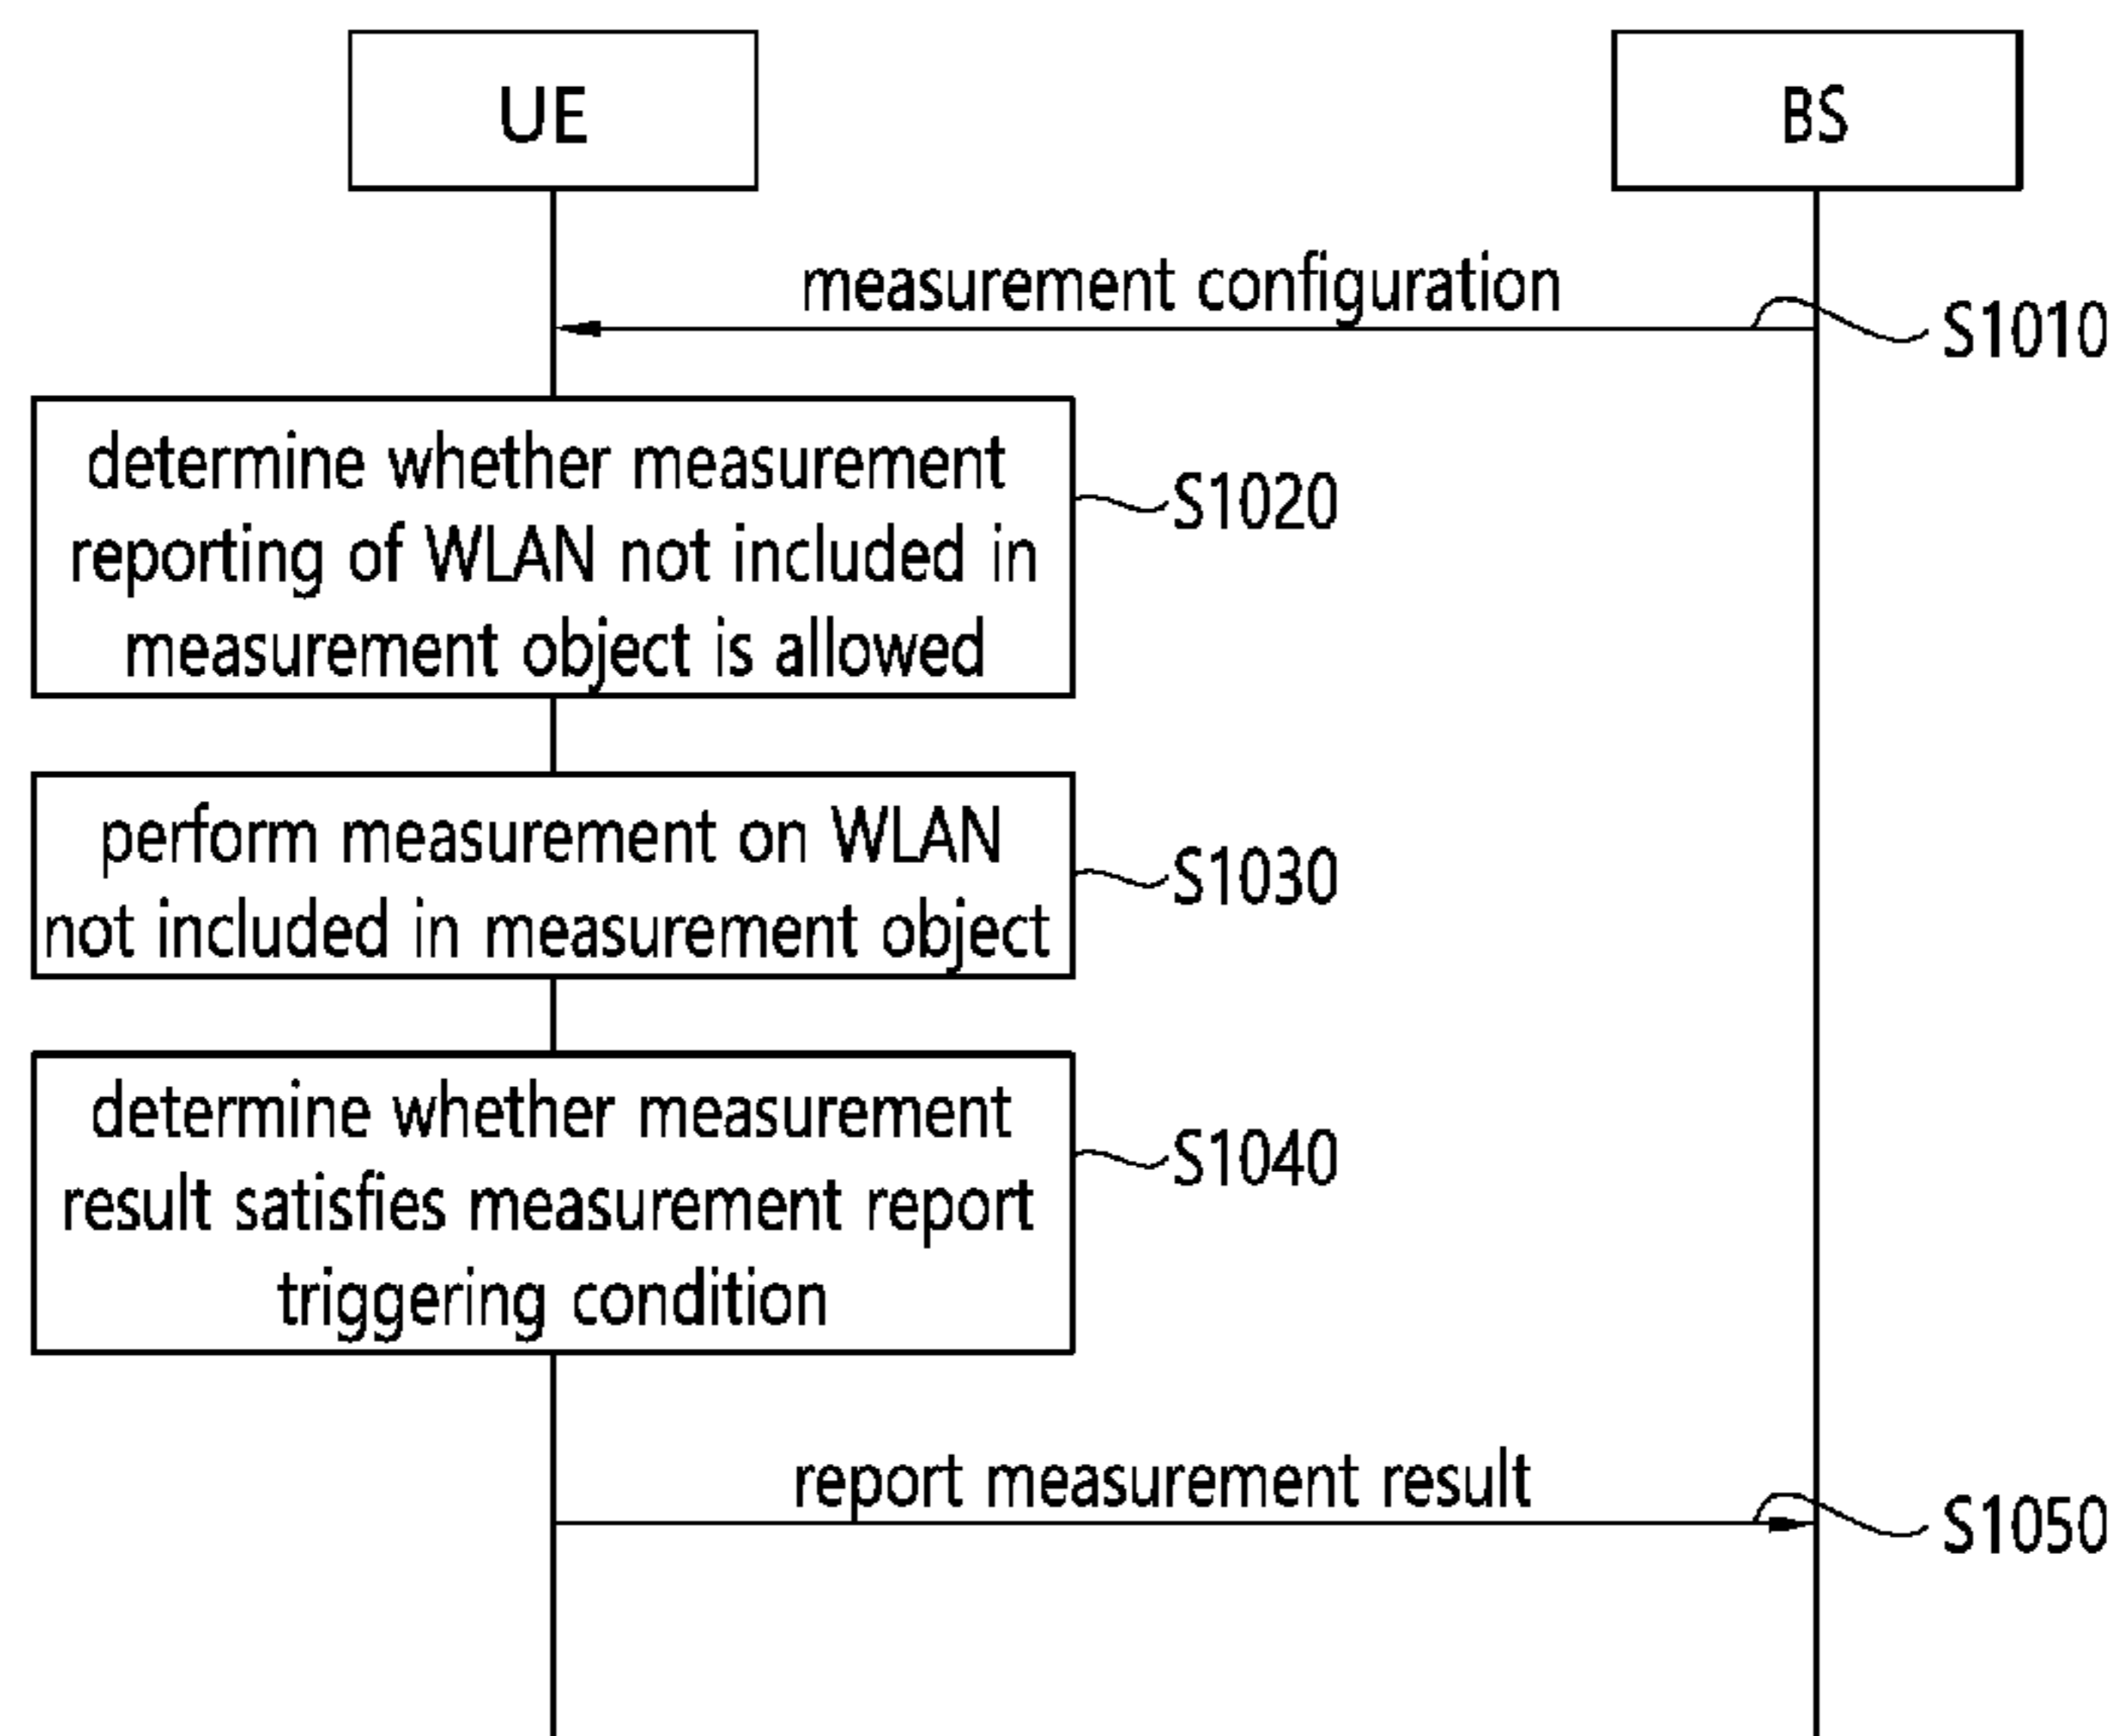 UE
BS
measurement configuration
S1010
determine whether measurement
reporting of WLAN not included in
measurement object is allowed
S1020
perform measurement on WLAN
not included in measurement object
S1030
determine whether measurement
result satisfies measurement report
triggering condition
S1040
report measurement result
S1050